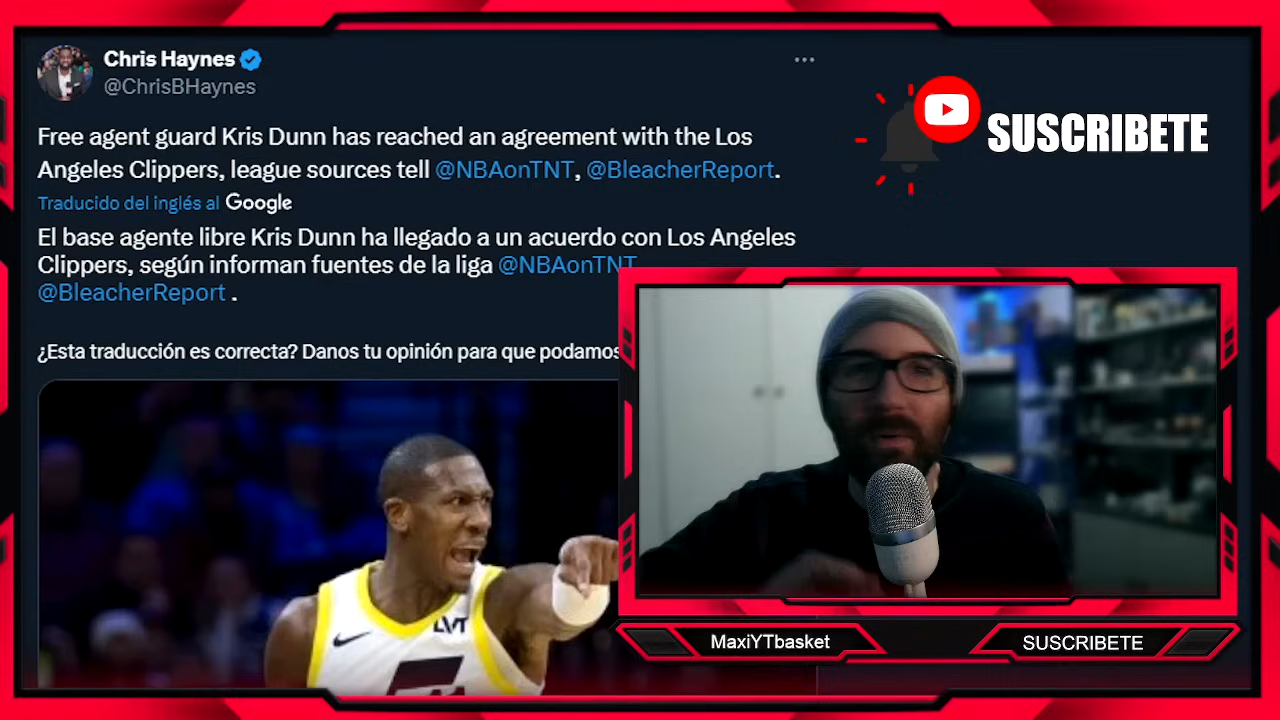 Chris Haynes
@ChrisBHaynes
Free agent guard Kris Dunn has reached an agreement with the Los
Angeles Clippers, league sources tell @NBAonTNT, @BleacherReport.
Traducido del inglés al Google
El base agente libre Kris Dunn ha llegado a un acuerdo con Los Angeles
Clippers, según informan fuentes de la liga @NBAonTNT
@BleacherReport .
¿Esta traducción es correcta? Danos tu opinión para que podamos
SUSCRIBETE
LVT
MaxiYTbasket
SUSCRIBETE